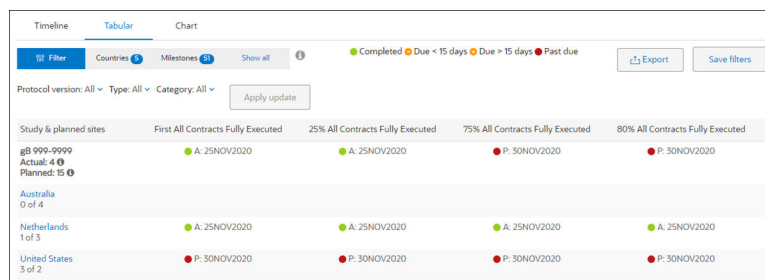 Timeline Tabular Chart
Filter Countries 5 Milestones 51 Show all Completed Due < 15 days Due > 15 days Past due Export Save filters
Protocol version: All Type: All Category: All Apply update
Study & planned sites First All Contracts Fully Executed 25% All Contracts Fully Executed 75% All Contracts Fully Executed 80% All Contracts Fully Executed
gB 999-9999 A: 25NOV2020 A: 25NOV2020 P: 30NOV2020 P: 30NOV2020
Actual: 4
Planned: 15
Australia
0 of 4
Netherlands A: 25NOV2020 A: 25NOV2020 A: 25NOV2020 A: 25NOV2020
1 of 3
United States P: 30NOV2020 P: 30NOV2020 P: 30NOV2020 P: 30NOV2020
3 of 2